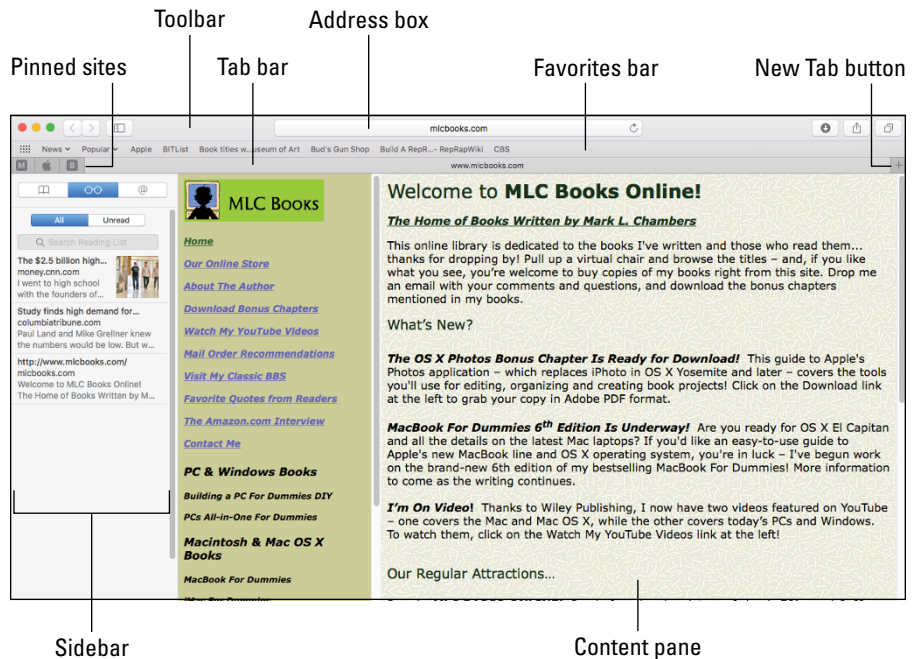 Toolbar
Address box
Pinned sites
Tab bar
Favorites bar
New Tab button
mlcbooks.com
News
Popular
Apple
BITList
Book titles w...useum of Art
Bud's Gun Shop
Build A RepR...- RepRapWiki
CBS
M
B
www.mlcbooks.com
+
@
All
Unread
Search Reading List
The $2.5 billion high...
money.cnn.com
I went to high school
with the founders of...
Study finds high demand for...
columbiatribune.com
Paul Land and Mike Grellner knew
the numbers would be low. But w...
http://www.mlcbooks.com/
mlcbooks.com
Welcome to MLC Books Online!
The Home of Books Written by M...
MLC BOOKS
Home
Our Online Store
About The Author
Download Bonus Chapters
Watch My YouTube Videos
Mail Order Recommendations
Visit My Classic BBS
Favorite Quotes from Readers
The Amazon.com Interview
Contact Me
PC & Windows Books
Building a PC For Dummies DIY
PCs All-in-One For Dummies
Macintosh & Mac OS X
Books
MacBook For Dummies
iMac For Dummies
Welcome to MLC Books Online!
The Home of Books Written by Mark L. Chambers
This online library is dedicated to the books I've written and those who read them...
thanks for dropping by! Pull up a virtual chair and browse the titles – and, if you like
what you see, you're welcome to buy copies of my books right from this site. Drop me
an email with your comments and questions, and download the bonus chapters
mentioned in my books.
What's New?
The OS X Photos Bonus Chapter Is Ready for Download! This guide to Apple's
Photos application – which replaces iPhoto in OS X Yosemite and later – covers the tools
you'll use for editing, organizing and creating book projects! Click on the Download link
at the left to grab your copy in Adobe PDF format.
MacBook For Dummies 6th Edition Is Underway! Are you ready for OS X El Capitan
and all the details on the latest Mac laptops? If you'd like an easy-to-use guide to
Apple's new MacBook line and OS X operating system, you're in luck – I've begun work
on the brand-new 6th edition of my bestselling MacBook For Dummies! More information
to come as the writing continues.
I'm On Video! Thanks to Wiley Publishing, I now have two videos featured on YouTube
– one covers the Mac and Mac OS X, while the other covers today's PCs and Windows.
To watch them, click on the Watch My YouTube Videos link at the left!
Our Regular Attractions...
Sidebar
Content pane